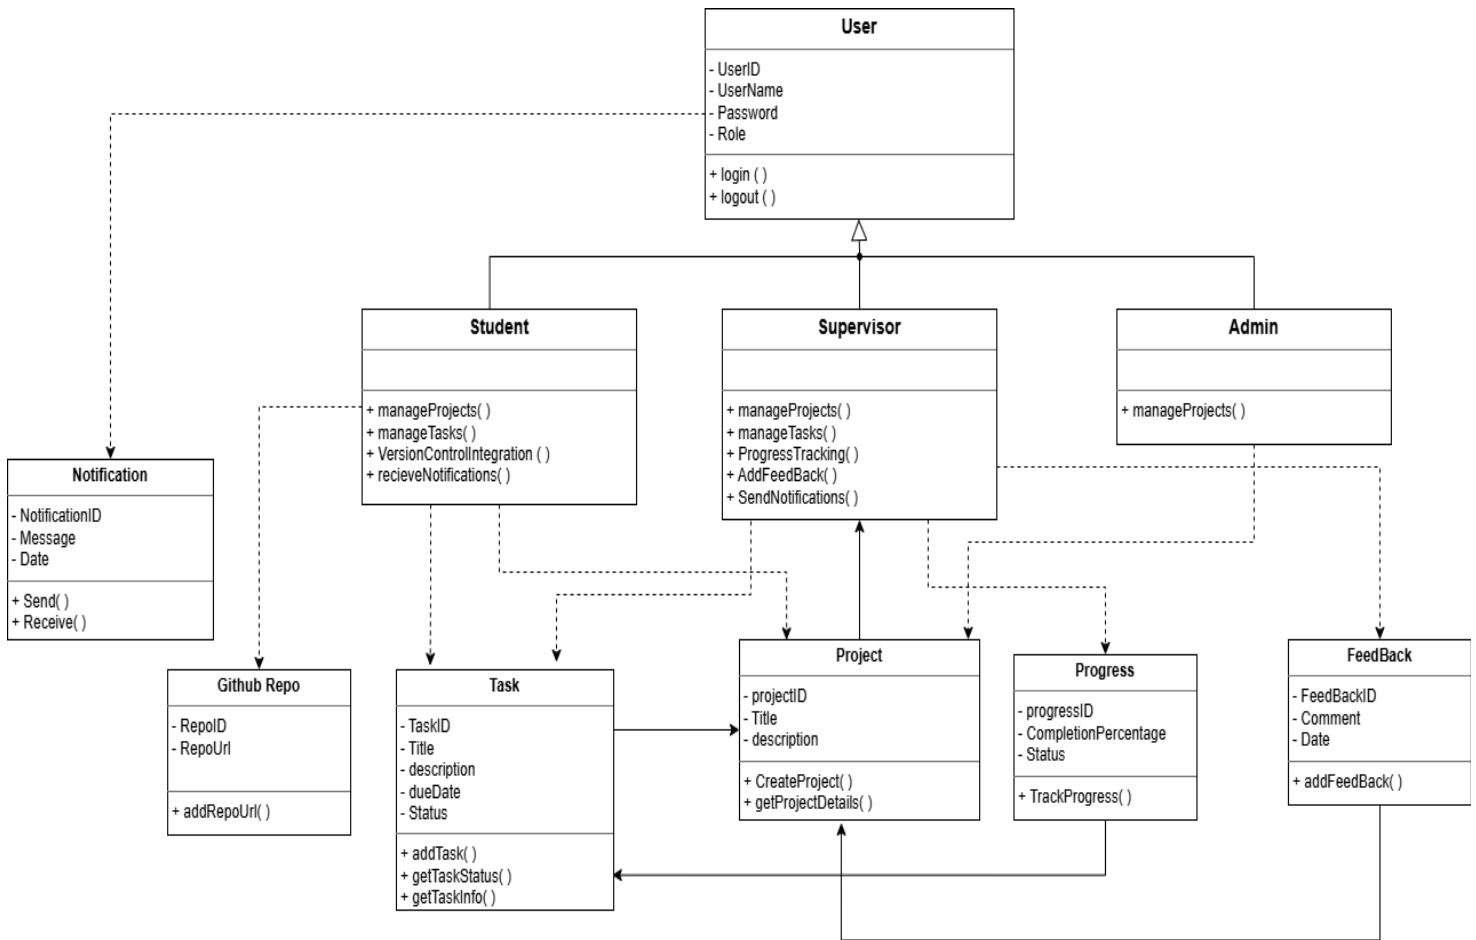 User
- UserID
- UserName
- Password
- Role
+ login ( )
+ logout ( )
Student
+ manageProjects( )
+ manageTasks( )
+ VersionControlIntegration ( )
+ recieveNotifications( )
Supervisor
+ manageProjects( )
+ manageTasks( )
+ ProgressTracking( )
+ AddFeedBack( )
+ SendNotifications( )
Admin
+ manageProjects( )
Notification
- NotificationID
- Message
- Date
+ Send( )
+ Receive( )
Github Repo
- RepoID
- RepoUrl
+ addRepoUrl( )
Task
- TaskID
- Title
- description
- dueDate
- Status
+ addTask( )
+ getTaskStatus( )
+ getTaskInfo( )
Project
- projectID
- Title
- description
+ CreateProject( )
+ getProjectDetails( )
Progress
- progressID
- CompletionPercentage
- Status
+ TrackProgress( )
FeedBack
- FeedBackID
- Comment
- Date
+ addFeedBack( )